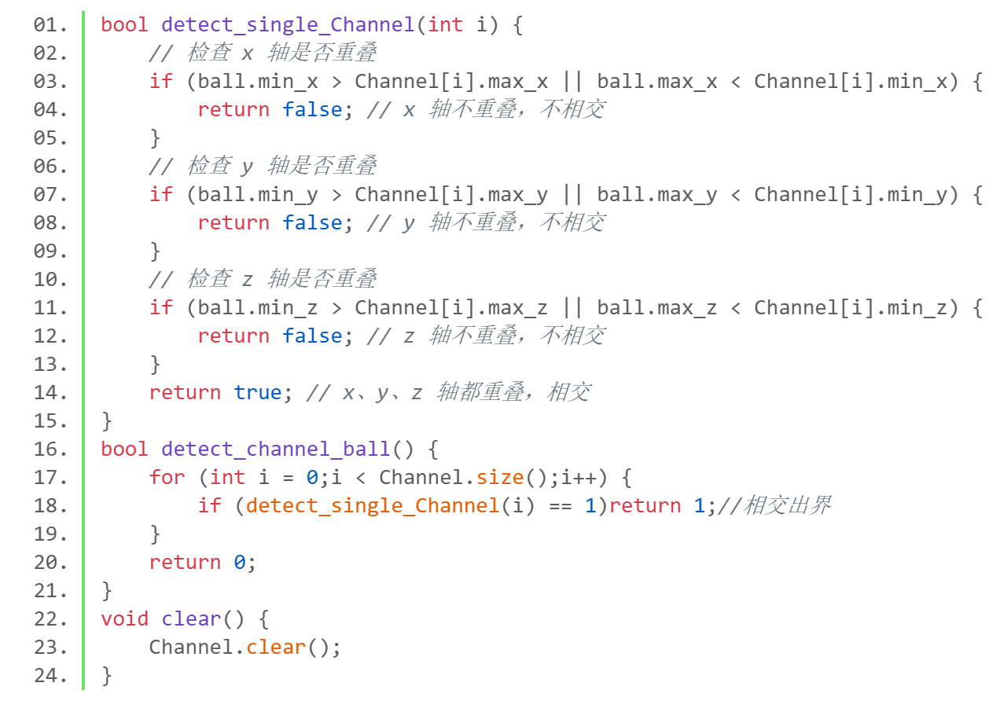 01. bool detect_single_Channel(int i) {
02.     // 检查 x 轴是否重叠
03.     if (ball.min_x > Channel[i].max_x || ball.max_x < Channel[i].min_x) {
04.         return false; // x 轴不重叠，不相交
05.     }
06.     // 检查 y 轴是否重叠
07.     if (ball.min_y > Channel[i].max_y || ball.max_y < Channel[i].min_y) {
08.         return false; // y 轴不重叠，不相交
09.     }
10.     // 检查 z 轴是否重叠
11.     if (ball.min_z > Channel[i].max_z || ball.max_z < Channel[i].min_z) {
12.         return false; // z 轴不重叠，不相交
13.     }
14.     return true; // x、y、z 轴都重叠，相交
15. }
16. bool detect_channel_ball() {
17.     for (int i = 0;i < Channel.size();i++) {
18.         if (detect_single_Channel(i) == 1)return 1;//相交出界
19.     }
20.     return 0;
21. }
22. void clear() {
23.     Channel.clear();
24. }